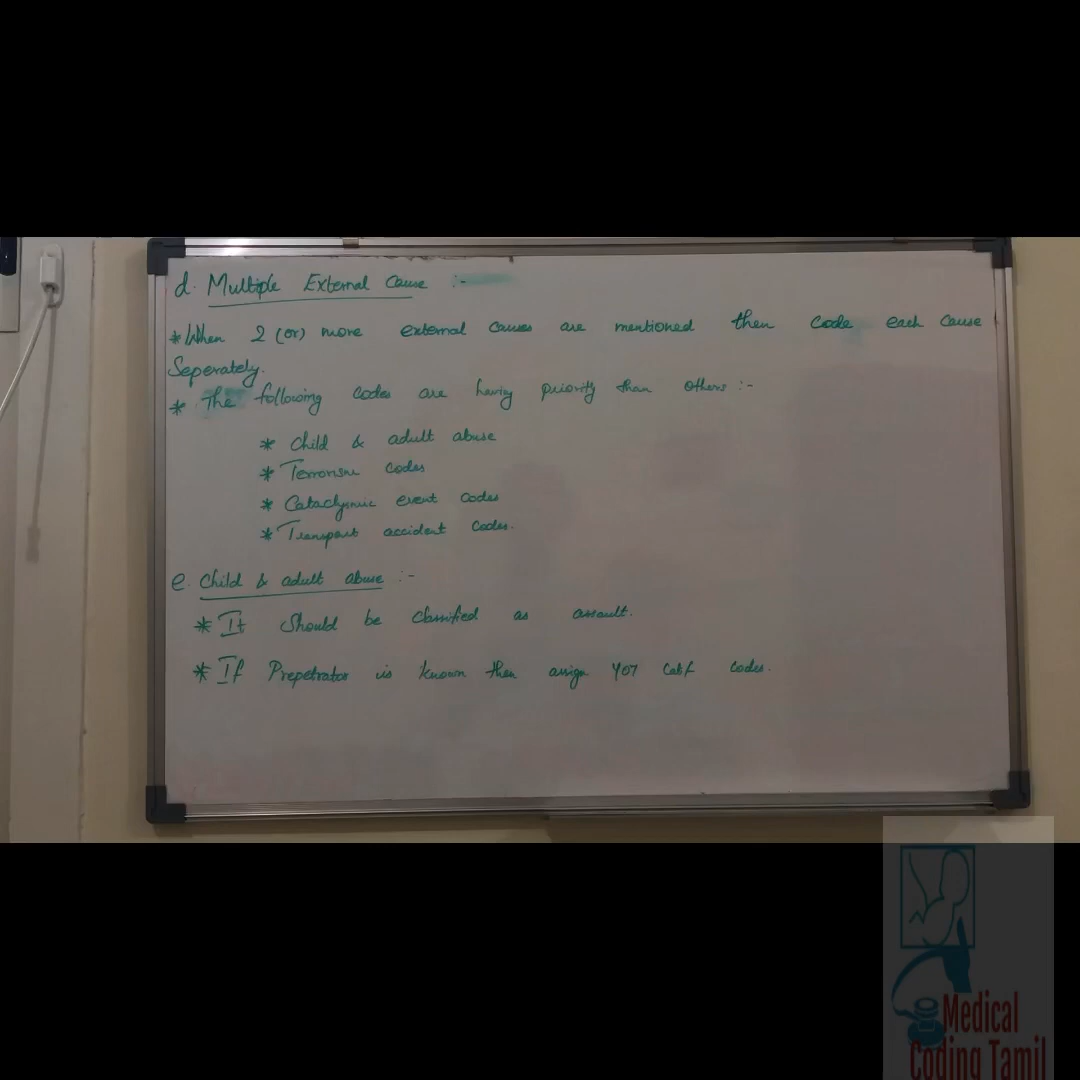 d. Multiple External Cause :-
* When 2 (or) more external causes are mentioned then code each cause
Seperately.
* The following codes are having priority than others :-
* Child & adult abuse
* Terrorism codes
* Cataclysmic event codes
* Transport accident codes.
e. Child & adult abuse :-
* It should be classified as assault.
* If Prepetrator is known then assign Y07 cat codes.
Medical
Coding Tamil